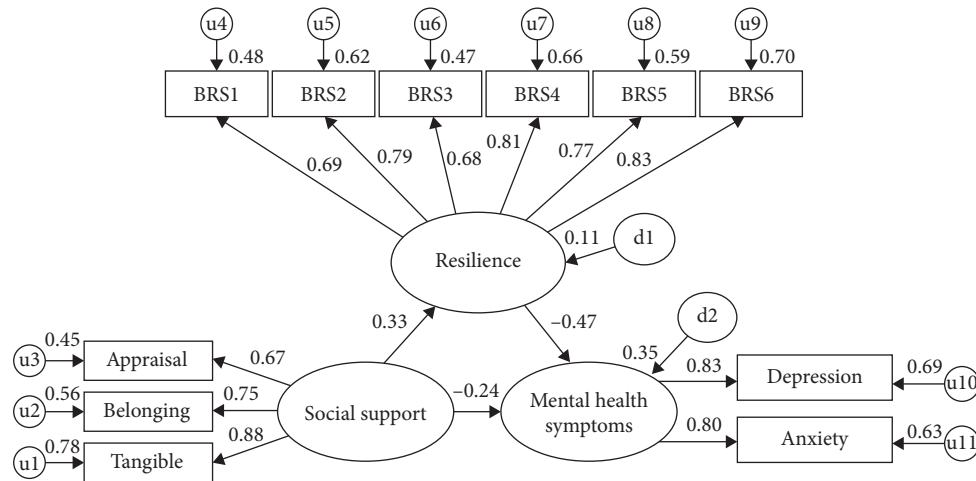 u4 u5 u6 u7 u8 u9
0.48 0.62 0.47 0.66 0.59 0.70
BRS1 BRS2 BRS3 BRS4 BRS5 BRS6
0.69 0.79 0.68 0.81 0.77 0.83
Resilience
0.11
d1
0.33
–0.47
d2
0.35
u3
0.45
Appraisal
0.67
u2
0.56
Belonging
0.75
u1
0.78
Tangible
0.88
Social support
–0.24
Mental health
symptoms
0.83
Depression
0.69
u10
0.80
Anxiety
0.63
u11